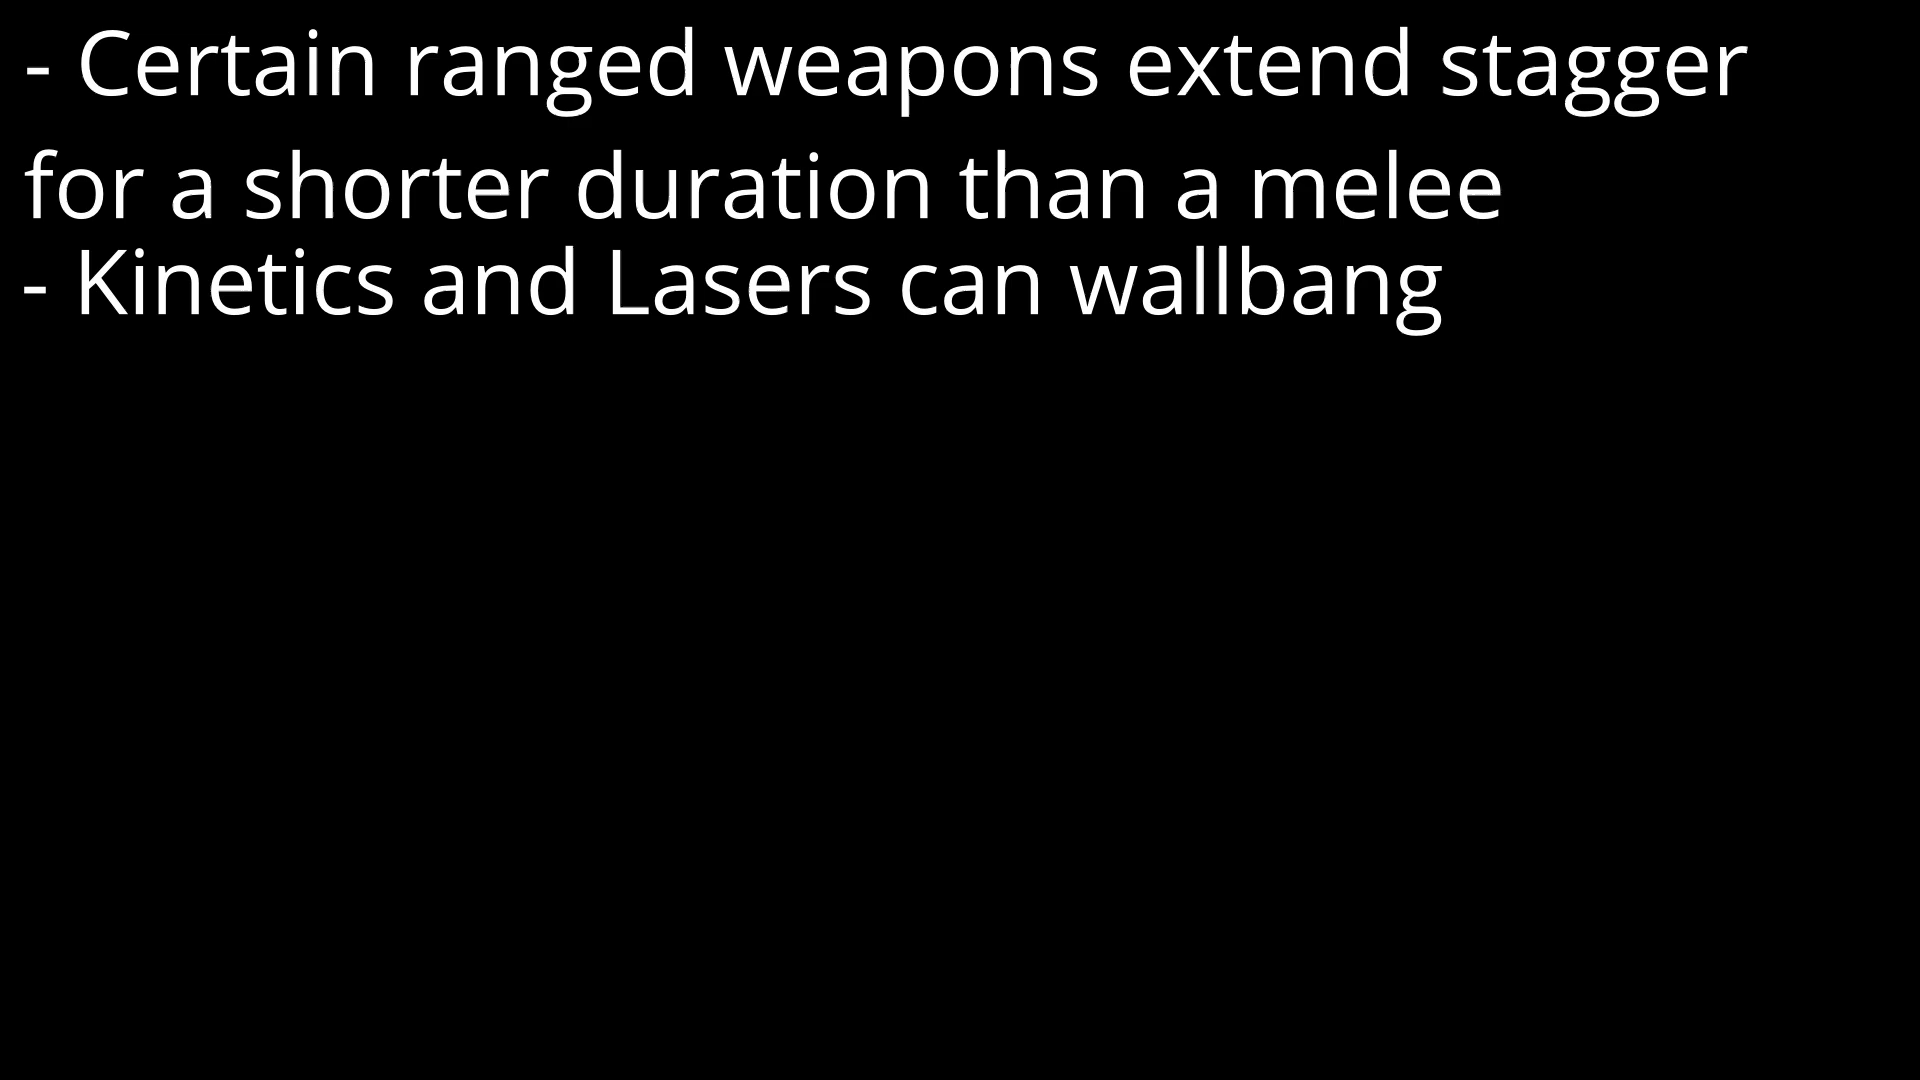 - Certain ranged weapons extend stagger
for a shorter duration than a melee
- Kinetics and Lasers can wallbang